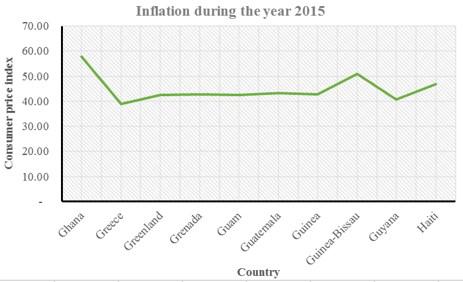 Inflation during the year 2015
Consumer price index
70.00
60.00
50.00
40.00
30.00
20.00
10.00
-
Ghana
Greece
Greenland
Grenada
Guam
Guatemala
Guinea
Guinea-Bissau
Guyana
Haiti
Country